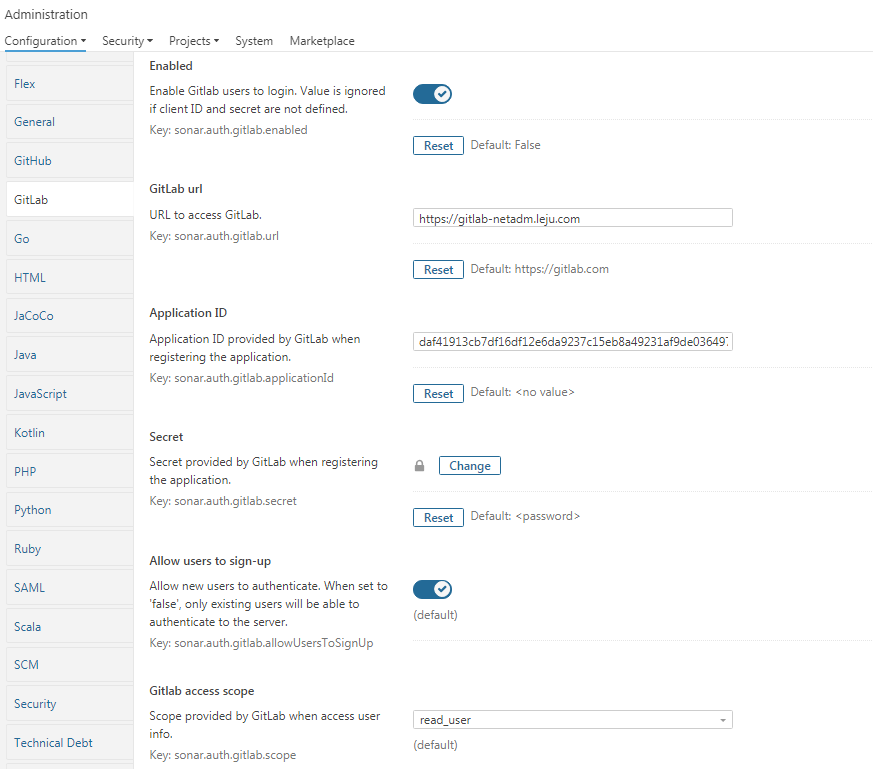 Administration
Configuration Security Projects System Marketplace
Flex
General
GitHub
GitLab
Go
HTML
JaCoCo
Java
JavaScript
Kotlin
PHP
Python
Ruby
SAML
Scala
SCM
Security
Technical Debt
Enabled
Enable Gitlab users to login. Value is ignored
if client ID and secret are not defined.
Key: sonar.auth.gitlab.enabled
Reset Default: False
GitLab url
URL to access GitLab.
Key: sonar.auth.gitlab.url
https://gitlab-netadm.leju.com
Reset Default: https://gitlab.com
Application ID
Application ID provided by GitLab when
registering the application.
Key: sonar.auth.gitlab.applicationId
daf41913cb7df16df12e6da9237c15eb8a49231af9de036497
Reset Default: <no value>
Secret
Secret provided by GitLab when registering
the application.
Key: sonar.auth.gitlab.secret
Change
Reset Default: <password>
Allow users to sign-up
Allow new users to authenticate. When set to
'false', only existing users will be able to
authenticate to the server.
Key: sonar.auth.gitlab.allowUsersToSignUp
(default)
Gitlab access scope
Scope provided by GitLab when access user
info.
Key: sonar.auth.gitlab.scope
read_user
(default)